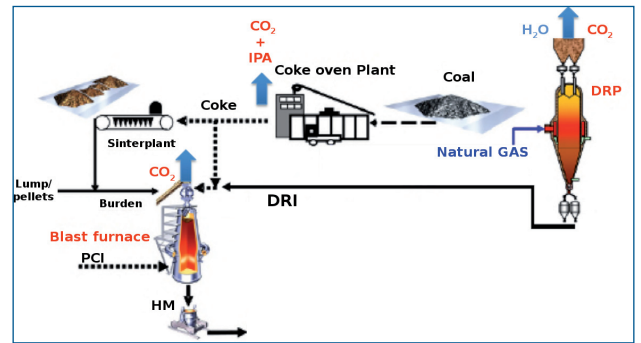 H₂O
CO₂
CO₂
+
IPA
Coke oven Plant
Coal
DRP
Coke
Sinterplant
Natural GAS
CO₂
Lump/
pellets
Burden
DRI
Blast furnace
PCI
HM